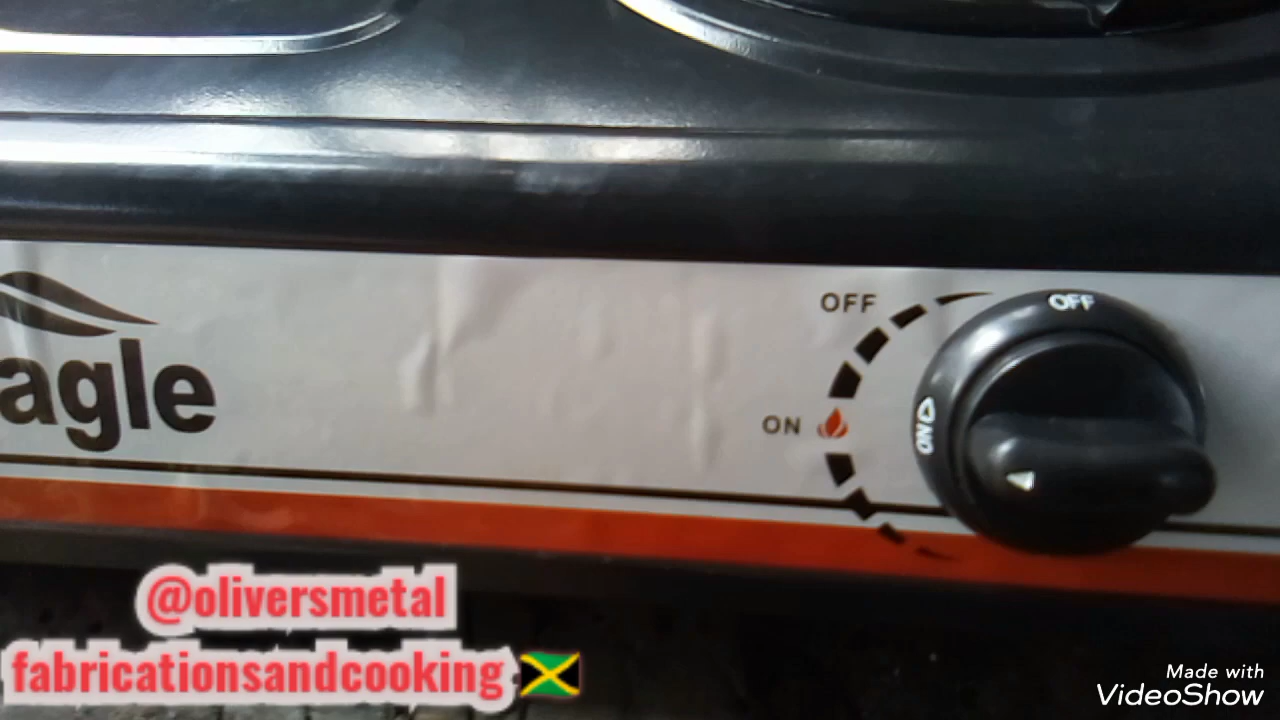 agle
OFF
ON
OFF
ON
@oliversmetal
fabricationsandcooking
Made with
VideoShow